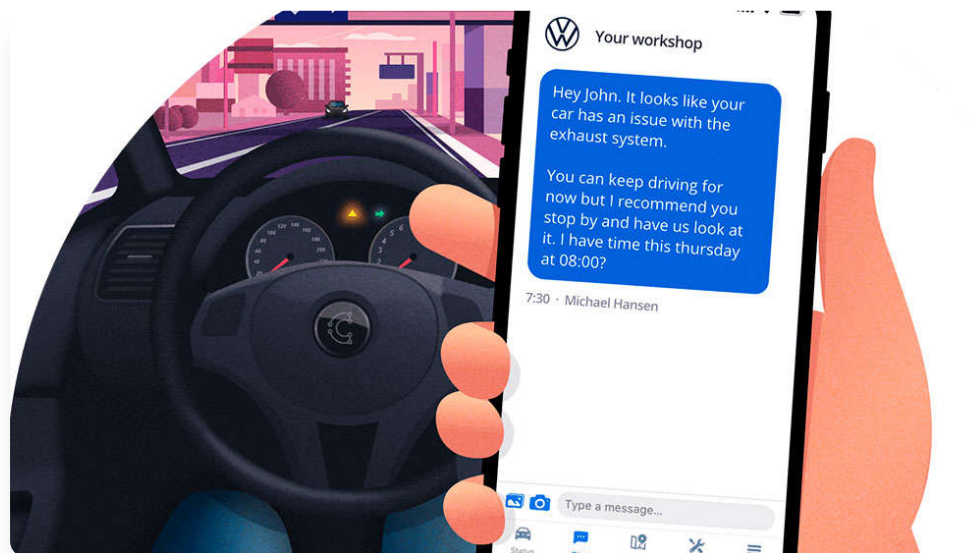 Your workshop
Hey John. It looks like your
car has an issue with the
exhaust system.
You can keep driving for
now but I recommend you
stop by and have us look at
it. I have time this thursday
at 08:00?
7:30 · Michael Hansen
Type a message...
Status